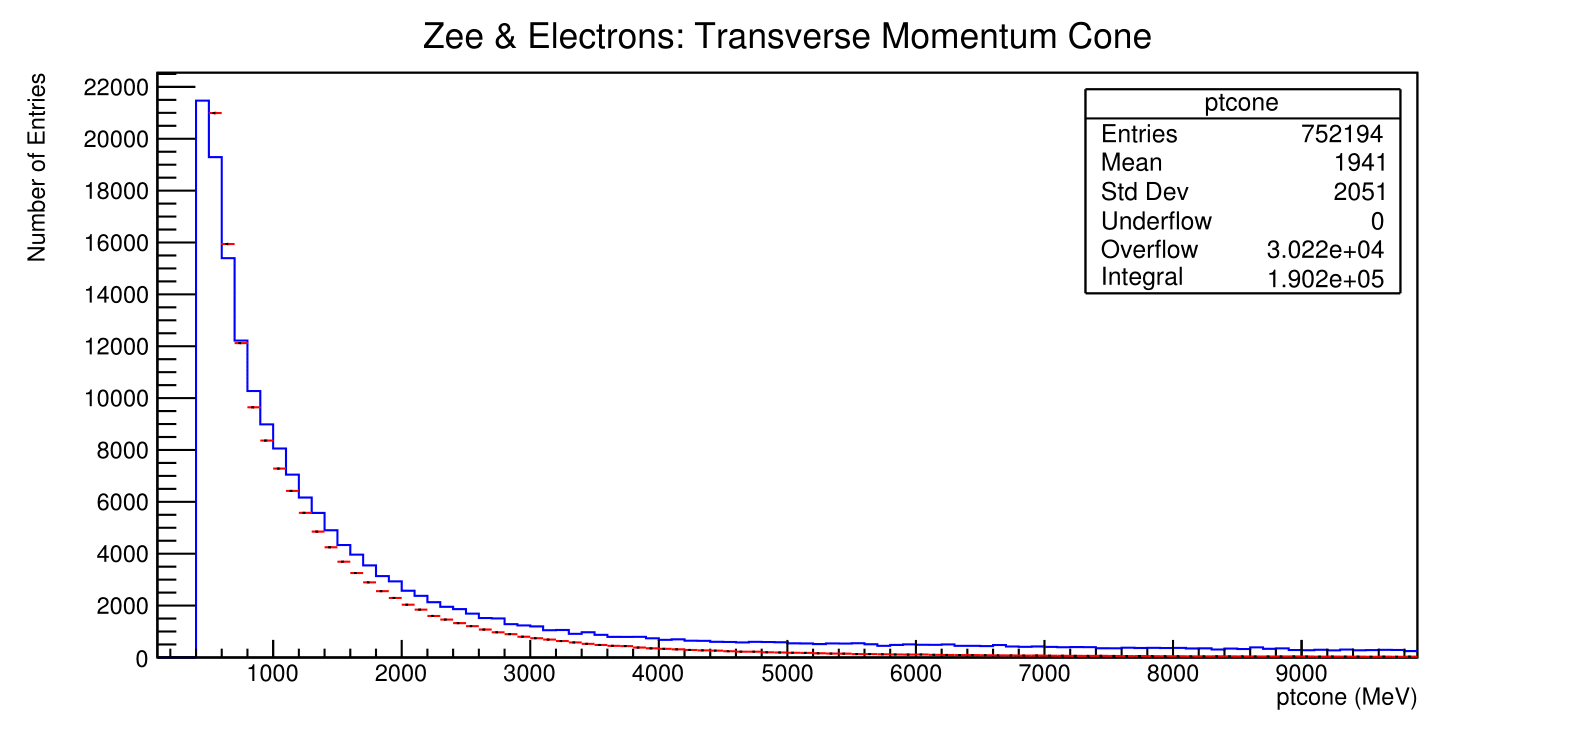 Zee & Electrons: Transverse Momentum Cone
Number of Entries
22000
20000
18000
16000
14000
12000
10000
8000
6000
4000
2000
0
ptcone
Entries 752194
Mean 1941
Std Dev 2051
Underflow 0
Overflow 3.022e+04
Integral 1.902e+05
1000 2000 3000 4000 5000 6000 7000 8000 9000
ptcone (MeV)